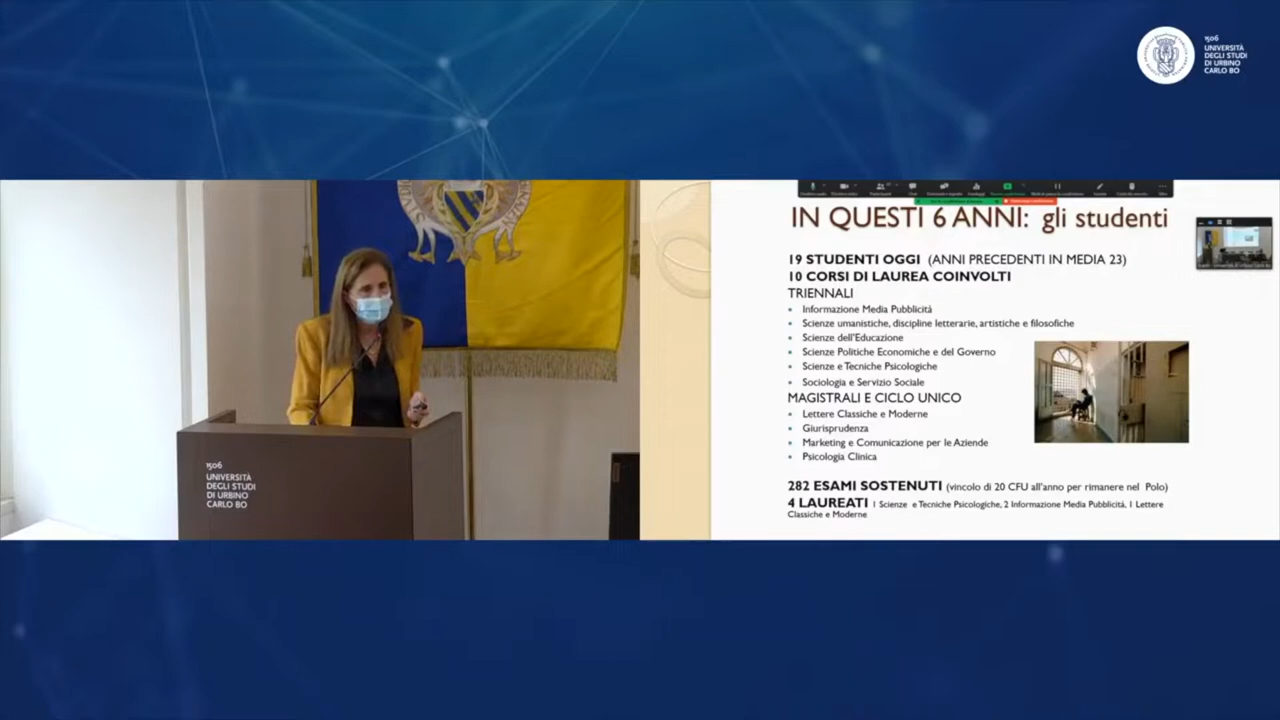 1506
UNIVERSITÀ
DEGLI STUDI
DI URBINO
CARLO BO
1506
UNIVERSITÀ
DEGLI STUDI
DI URBINO
CARLO BO
IN QUESTI 6 ANNI: gli studenti
19 STUDENTI OGGI (ANNI PRECEDENTI IN MEDIA 23)
10 CORSI DI LAUREA COINVOLTI
TRIENNALI
• Informazione Media Pubblicità
• Scienze umanistiche, discipline letterarie, artistiche e filosofiche
• Scienze dell'Educazione
• Scienze Politiche Economiche e del Governo
• Scienze e Tecniche Psicologiche
• Sociologia e Servizio Sociale
MAGISTRALI E CICLO UNICO
• Lettere Classiche e Moderne
• Giurisprudenza
• Marketing e Comunicazione per le Aziende
• Psicologia Clinica
282 ESAMI SOSTENUTI (vincolo di 20 CFU all'anno per rimanere nel Polo)
4 LAUREATI 1 Scienze e Tecniche Psicologiche, 2 Informazione Media Pubblicità, 1 Lettere
Classiche e Moderne